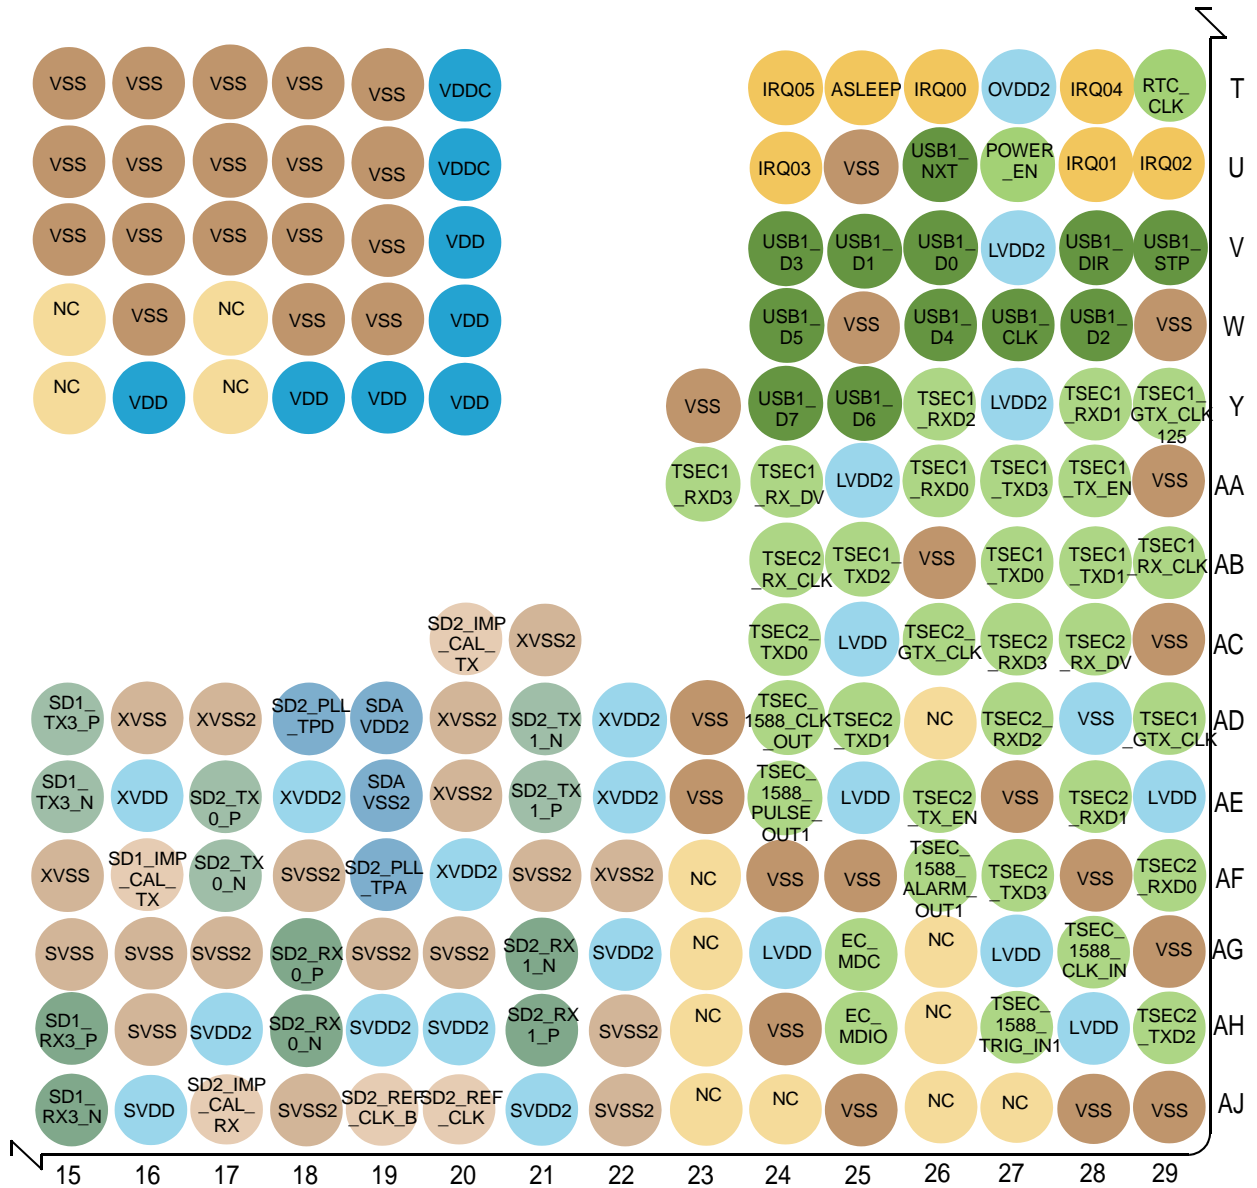 VSS VSS VSS VSS VSS VDDC IRQ05 ASLEEP IRQ00 OVDD2 IRQ04 RTC_CLK T
VSS VSS VSS VSS VSS VDDC IRQ03 VSS USB1_NXT POWER_EN IRQ01 IRQ02 U
VSS VSS VSS VSS VSS VDD USB1_D3 USB1_D1 USB1_D0 LVDD2 USB1_DIR USB1_STP V
NC VSS NC VSS VSS VDD USB1_D5 VSS USB1_D4 USB1_CLK USB1_D2 VSS W
NC VDD NC VDD VDD VDD VSS USB1_D7 USB1_D6 TSEC1_RXD2 LVDD2 TSEC1_RXD1 TSEC1_GTX_CLK125 Y
TSEC1_RXD3 TSEC1_RX_DV LVDD2 TSEC1_RXD0 TSEC1_TXD3 TSEC1_TX_EN VSS AA
TSEC2_RX_CLK TSEC1_TXD2 VSS TSEC1_TXD0 TSEC1_TXD1 TSEC1_RX_CLK AB
SD2_IMP_CAL_TX XVSS2 TSEC2_TXD0 LVDD TSEC2_GTX_CLK TSEC2_RXD3 TSEC2_RX_DV VSS AC
SD1_TX3_P XVSS XVSS2 SD2_PLL_TPD SDAVDD2 XVSS2 SD2_TX1_N XVDD2 VSS TSEC_1588_CLK_OUT TSEC2_TXD1 NC TSEC2_RXD2 VSS TSEC1_GTX_CLK AD
SD1_TX3_N XVDD SD2_TX0_P XVDD2 SDAVSS2 XVSS2 SD2_TX1_P XVDD2 VSS TSEC_1588_PULSE_OUT1 LVDD TSEC2_TX_EN VSS TSEC2_RXD1 LVDD AE
XVSS SD1_IMP_CAL_TX SD2_TX0_N SVSS2 SD2_PLL_TPA XVDD2 SVSS2 XVSS2 NC VSS VSS TSEC_1588_ALARM_OUT1 TSEC2_TXD3 VSS TSEC2_RXD0 AF
SVSS SVSS SVSS2 SD2_RX0_P SVSS2 SVSS2 SD2_RX1_N SVDD2 NC LVDD EC_MDC NC LVDD TSEC_1588_CLK_IN VSS AG
SD1_RX3_P SVSS SVDD2 SD2_RX0_N SVDD2 SVDD2 SD2_RX1_P SVSS2 NC VSS EC_MDIO NC TSEC_1588_TRIG_IN1 LVDD TSEC2_TXD2 AH
SD1_RX3_N SVDD SD2_IMP_CAL_RX SVSS2 SD2_REF_CLK_B SD2_REF_CLK SVDD2 SVSS2 NC NC VSS NC NC VSS VSS AJ
15 16 17 18 19 20 21 22 23 24 25 26 27 28 29